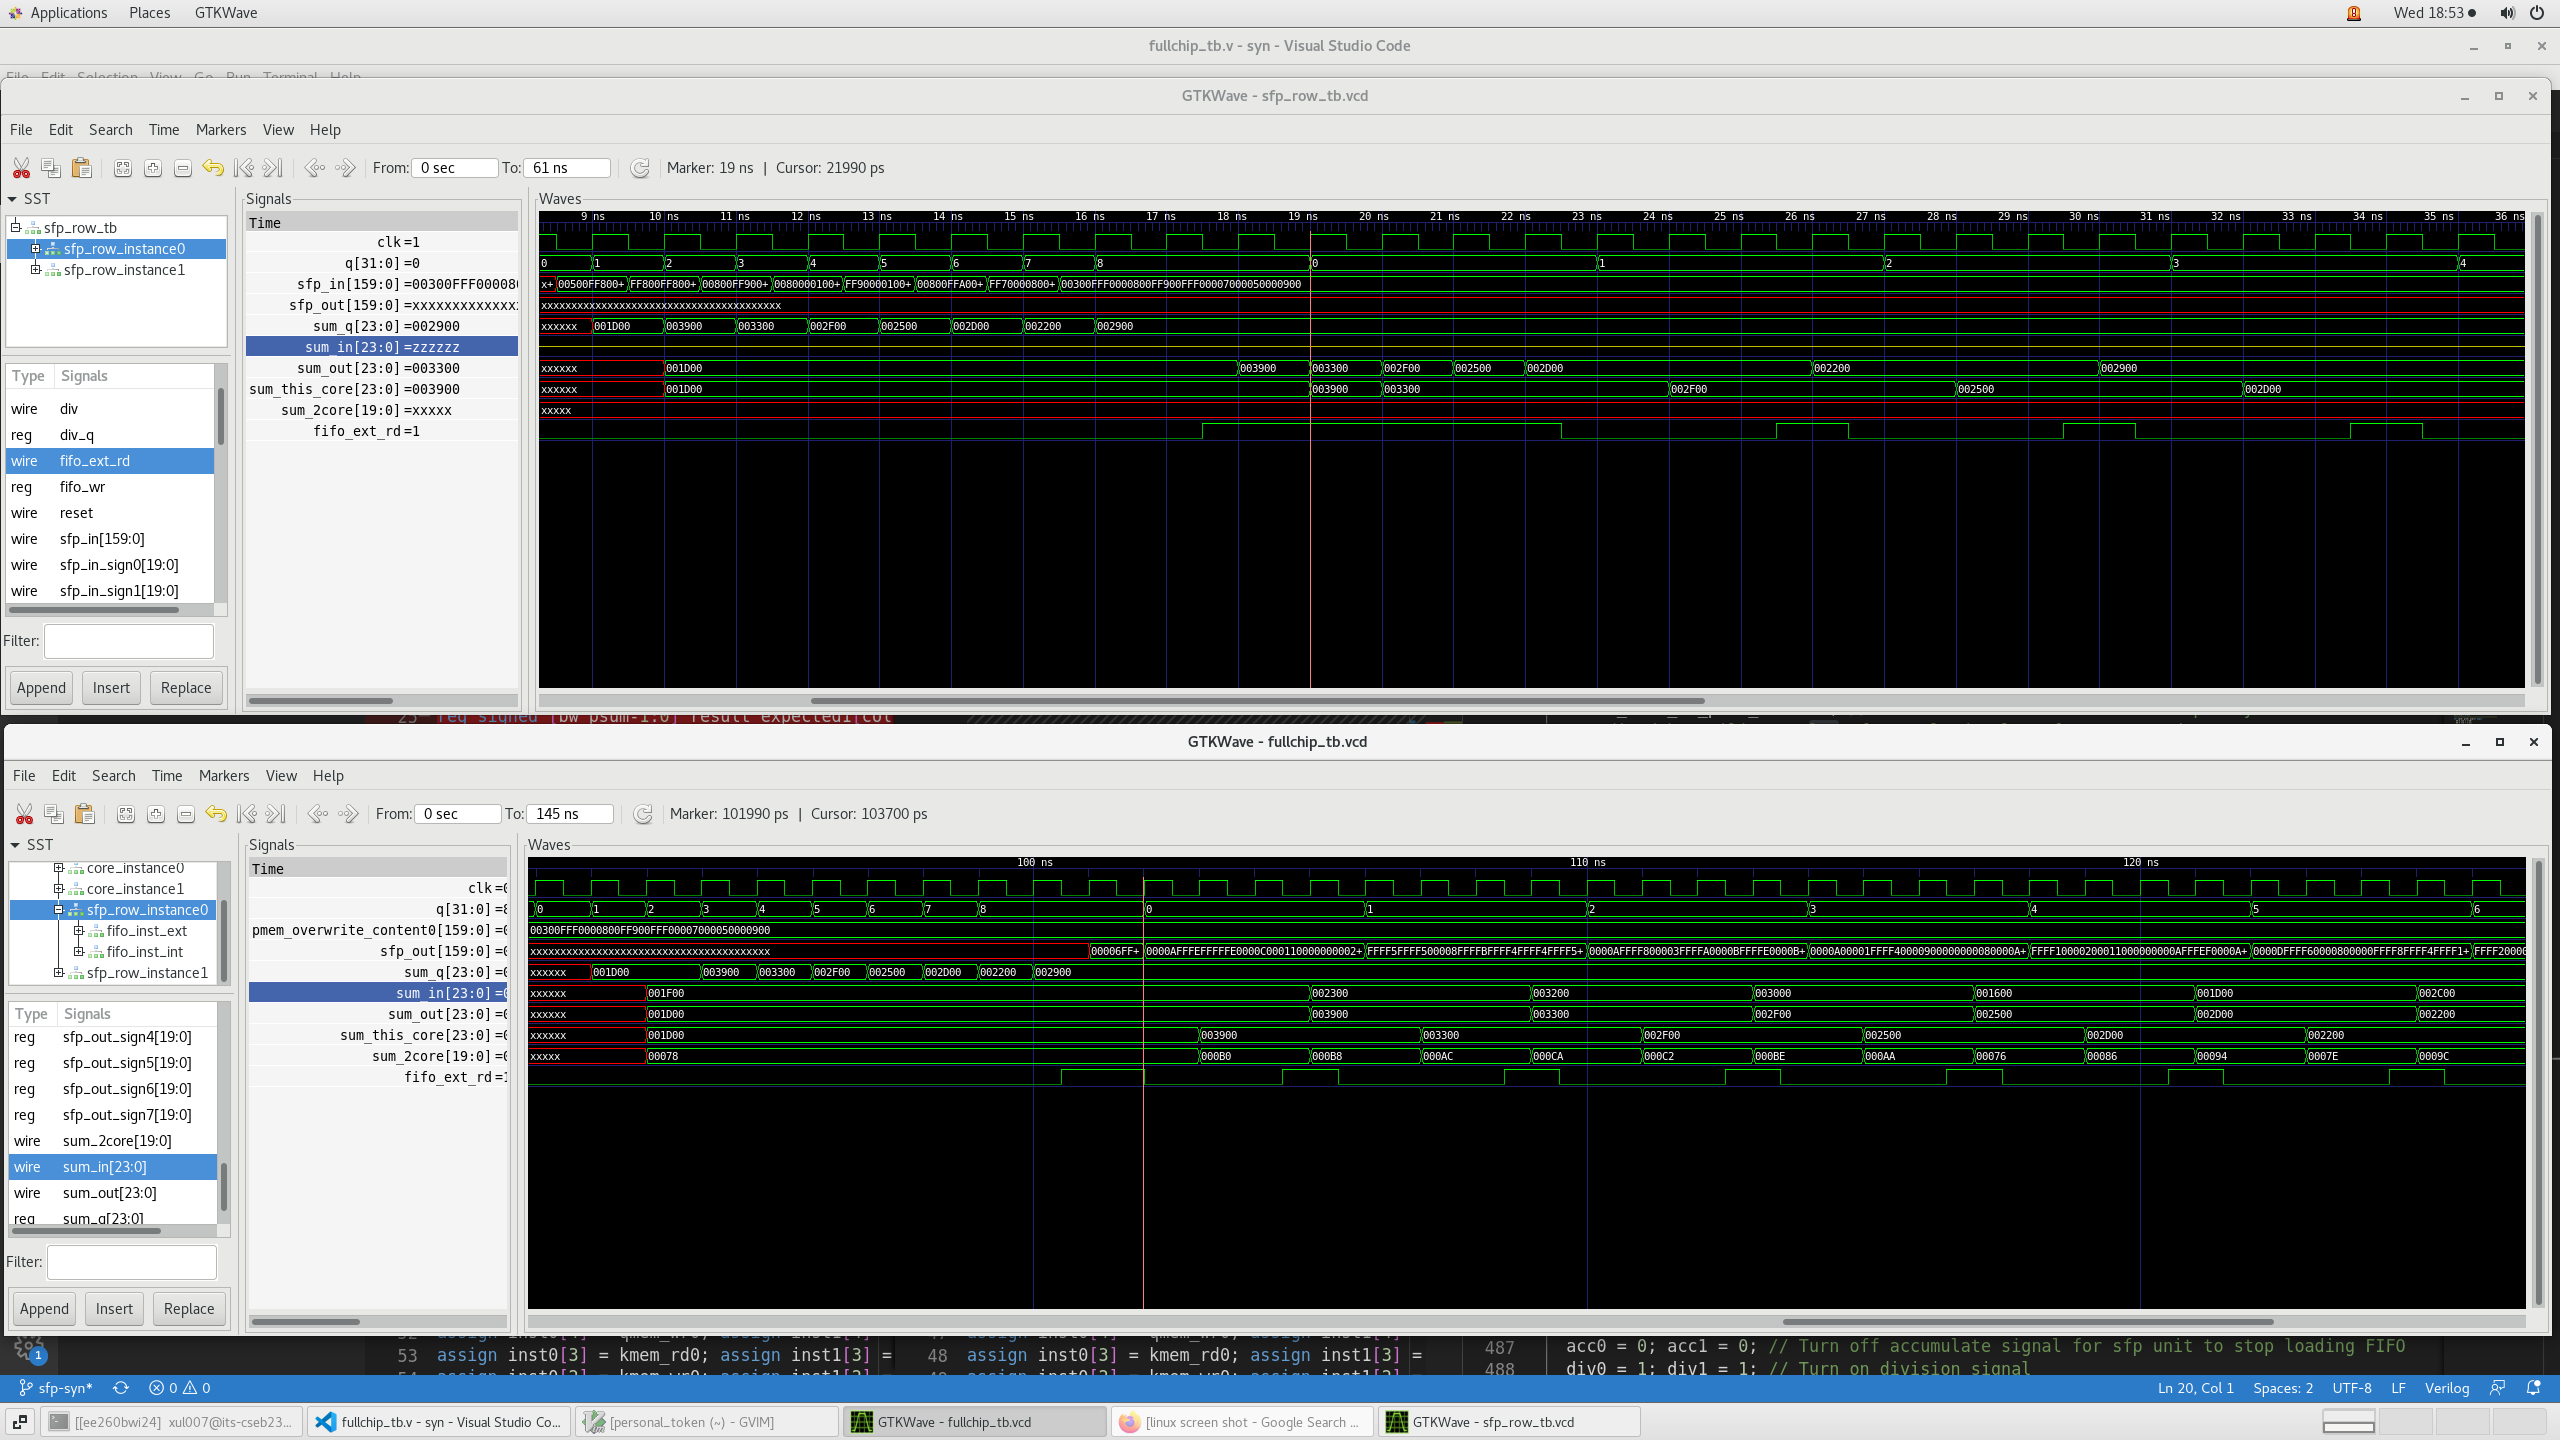 Applications Places GTKWave Wed 18:53
fullchip_tb.v - syn - Visual Studio Code
File Edit Selection View Go Run Terminal Help
GTKWave - sfp_row_tb.vcd
File Edit Search Time Markers View Help
From: 0 sec To: 61 ns Marker: 19 ns | Cursor: 21990 ps
SST
sfp_row_tb
sfp_row_instance0
sfp_row_instance1
Type Signals
wire div
reg div_q
wire fifo_ext_rd
reg fifo_wr
wire reset
wire sfp_in[159:0]
wire sfp_in_sign0[19:0]
wire sfp_in_sign1[19:0]
Filter:
Append Insert Replace
Signals
Time
clk =1
q[31:0] =0
sfp_in[159:0] =00300FFF000080
sfp_out[159:0] =xxxxxxxxxxxxxx
sum_q[23:0] =002900
sum_in[23:0] =zzzzzz
sum_out[23:0] =003300
sum_this_core[23:0] =003900
sum_2core[19:0] =xxxxx
fifo_ext_rd =1
Waves
9 ns 10 ns 11 ns 12 ns 13 ns 14 ns 15 ns 16 ns 17 ns 18 ns 19 ns 20 ns 21 ns 22 ns 23 ns 24 ns 25 ns 26 ns 27 ns 28 ns 29 ns 30 ns 31 ns 32 ns 33 ns 34 ns 35 ns 36 ns
0 1 2 3 4 5 6 7 8 0 1 2 3 4
x+ 00500FF800+ FF800FF800+ 00800FF900+ 0080000100+ FF90000100+ 00800FFA00+ FF70000800+ 00300FFF0000800FF900FFF00007000050000900
xxxxxxxxxxxxxxxxxxxxxxxxxxxxxxxxxxxxxxxx
xxxxxx 001D00 003900 003300 002F00 002500 002D00 002200 002900
xxxxxx 001D00 003900 003300 002F00 002500 002D00 002200 002900
xxxxxx 001D00 003900 003300 002F00 002500 002D00
xxxxx
GTKWave - fullchip_tb.vcd
File Edit Search Time Markers View Help
From: 0 sec To: 145 ns Marker: 101990 ps | Cursor: 103700 ps
SST
core_instance0
core_instance1
sfp_row_instance0
fifo_inst_ext
fifo_inst_int
sfp_row_instance1
Type Signals
reg sfp_out_sign4[19:0]
reg sfp_out_sign5[19:0]
reg sfp_out_sign6[19:0]
reg sfp_out_sign7[19:0]
wire sum_2core[19:0]
wire sum_in[23:0]
wire sum_out[23:0]
reg sum_q[23:0]
Filter:
Append Insert Replace
Signals
Time
clk =0
q[31:0] =8
pmem_overwrite_content0[159:0] =0
sfp_out[159:0] =0
sum_q[23:0] =0
sum_in[23:0] =0
sum_out[23:0] =0
sum_this_core[23:0] =0
sum_2core[19:0] =0
fifo_ext_rd =1
Waves
100 ns 110 ns 120 ns
0 1 2 3 4 5 6 7 8 0 1 2 3 4 5 6
00300FFF0000800FF900FFF00007000050000900
xxxxxxxxxxxxxxxxxxxxxxxxxxxxxxxxxxxxxxxx 00006FF+ 0000AFFFEFFFFFE0000C000110000000002+ FFFF5FFFF500008FFFFBFFFF4FFFF4FFFF5+ 0000AFFFF800003FFFFA0000BFFFFE0000B+ 0000A00001FFFF400009000000000080000A+ FFFF1000020001100000000AFFFEF0000A+ 0000DFFFF60000800000FFFF8FFFF4FFFF1+ FFFF20000
xxxxxx 001D00 003900 003300 002F00 002500 002D00 002200 002900
xxxxxx 001F00 002300 003200 003000 001600 001D00 002C00
xxxxxx 001D00 003900 003300 002F00 002500 002D00 002200
xxxxxx 001D00 003900 003300 002F00 002500 002D00 002200
xxxxx 00078 000B0 000B8 000AC 000CA 000C2 000BE 000AA 00076 00086 00094 0007E 0009C
53 assign inst0[3] = kmem_rd0; assign inst1[3] = 48 assign inst0[3] = kmem_rd0; assign inst1[3] =
487 acc0 = 0; acc1 = 0; // Turn off accumulate signal for sfp unit to stop loading FIFO
488 div0 = 1; div1 = 1; // Turn on division signal
1
sfp-syn* 0 0 Ln 20, Col 1 Spaces: 2 UTF-8 LF Verilog
[[ee260bwi24] xul007@its-cseb23... fullchip_tb.v - syn - Visual Studio Co... [personal_token (~) - GVIM] GTKWave - fullchip_tb.vcd [linux screen shot - Google Search ... GTKWave - sfp_row_tb.vcd